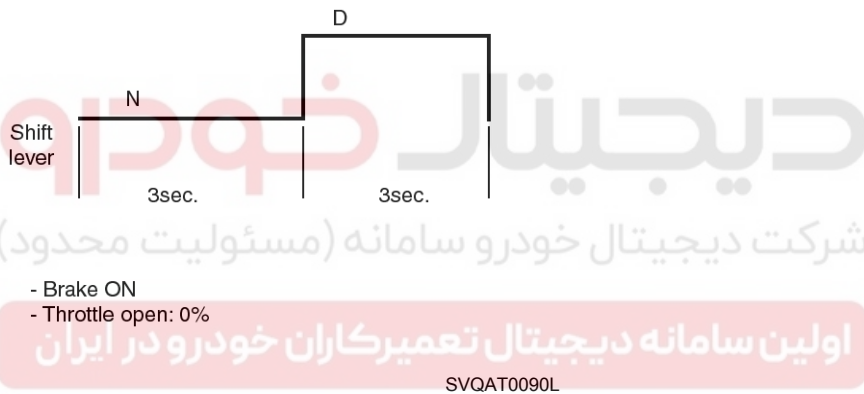 D
N
Shift
lever
3sec.
3sec.
دیجیتال خودرو
شرکت دیجیتال خودرو سامانه (مسئولیت محدود)
- Brake ON
- Throttle open: 0%
اولین سامانه دیجیتال تعمیرکاران خودرو در ایران
SVQAT0090L